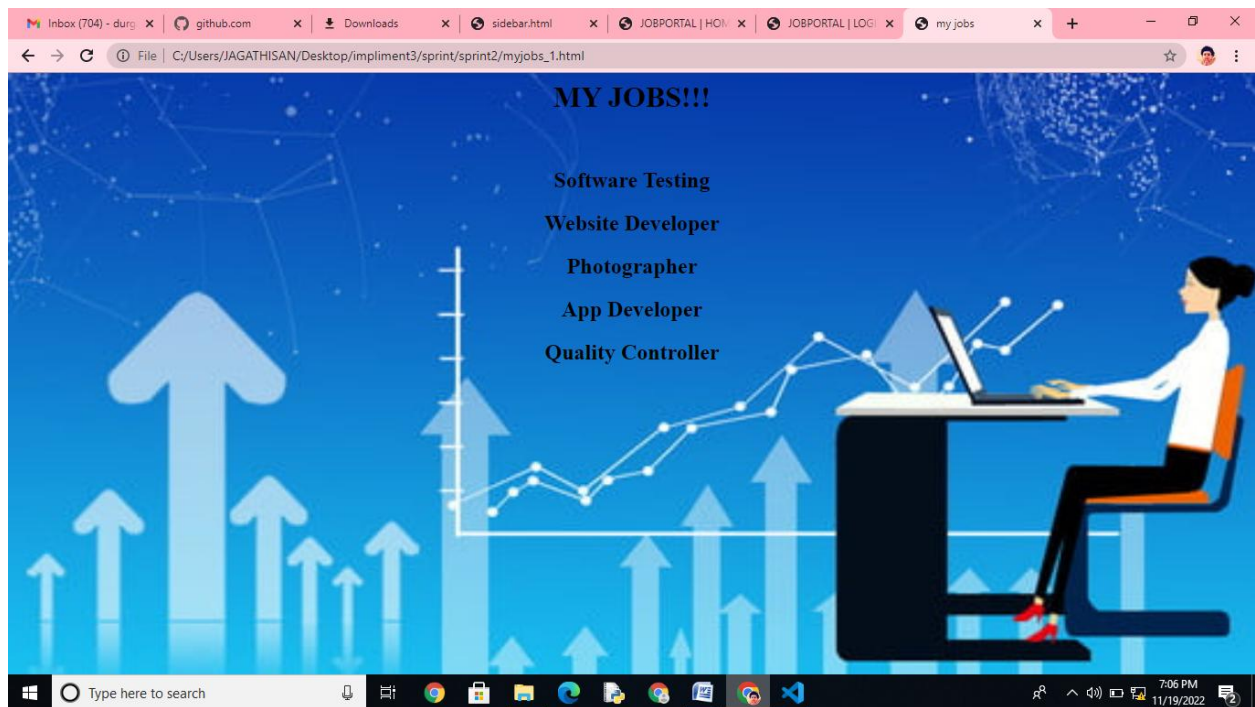 Inbox (704) - durg
github.com
Downloads
sidebar.html
JOBPORTAL | HOM
JOBPORTAL | LOGI
my jobs
File | C:/Users/JAGATHISAN/Desktop/impliment3/sprint/sprint2/myjobs_1.html
MY JOBS!!!
Software Testing
Website Developer
Photographer
App Developer
Quality Controller
Type here to search
7:06 PM
11/19/2022
2